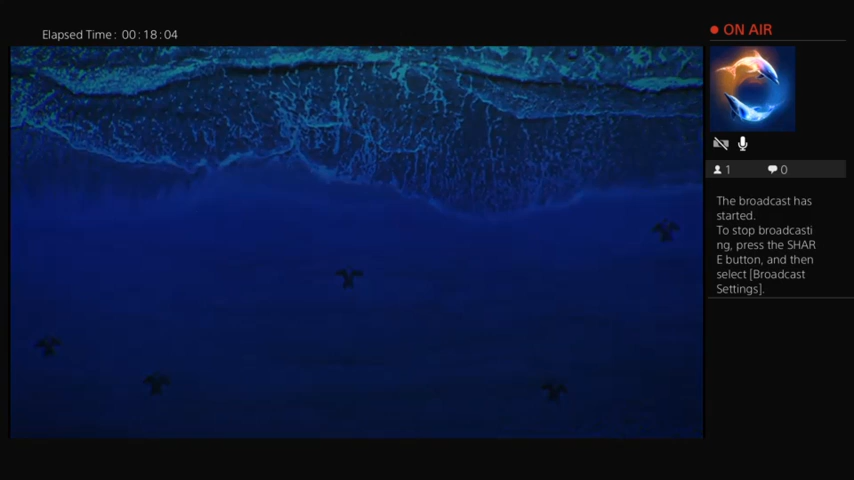 Elapsed Time : 00:18:04
ON AIR
1
0
The broadcast has
started.
To stop broadcasti
ng, press the SHAR
E button, and then
select [Broadcast
Settings].